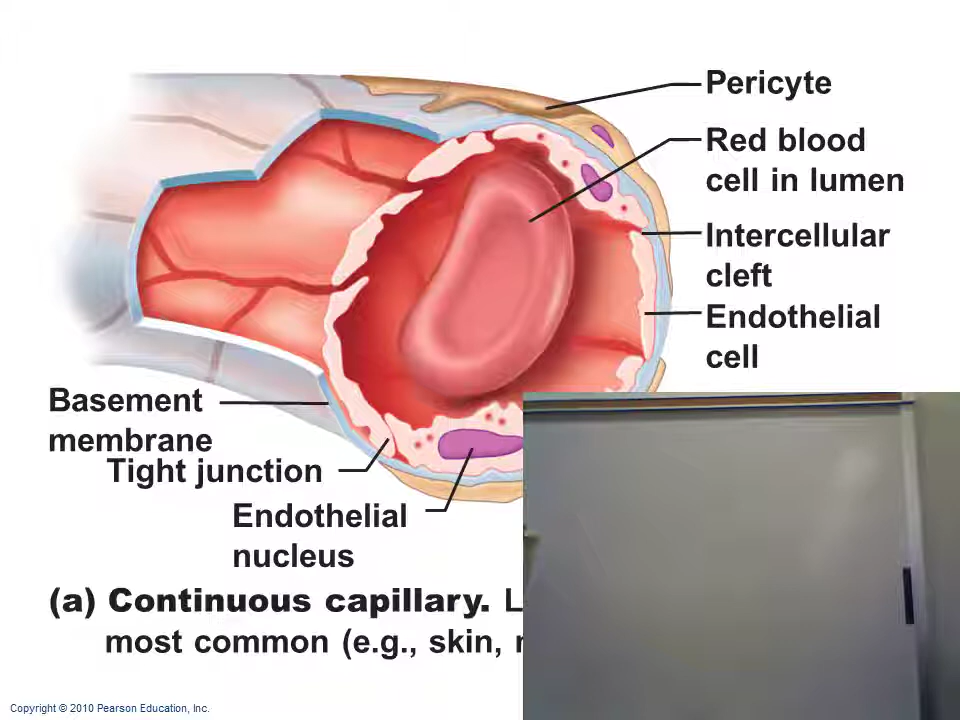 Pericyte
Red blood
cell in lumen
Intercellular
cleft
Endothelial
cell
Basement
membrane
Tight junction
Endothelial
nucleus
(a) Continuous capillary.
most common (e.g., skin,
Copyright © 2010 Pearson Education, Inc.